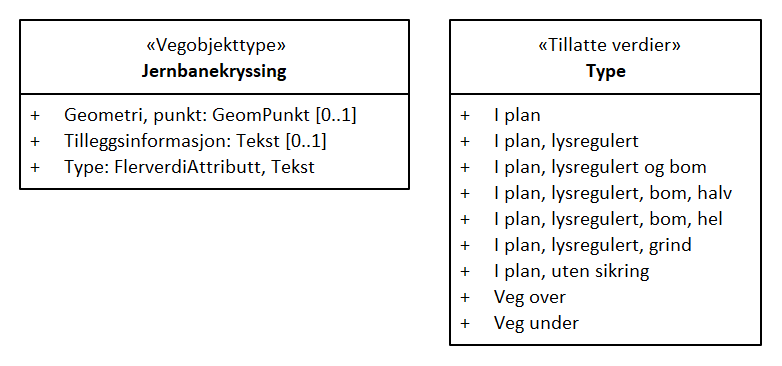 «Vegobjekttype»
Jernbanekryssing
+ Geometri, punkt: GeomPunkt [0..1]
+ Tilleggsinformasjon: Tekst [0..1]
+ Type: FlerverdiAttributt, Tekst
«Tillatte verdier»
Type
+ I plan
+ I plan, lysregulert
+ I plan, lysregulert og bom
+ I plan, lysregulert, bom, halv
+ I plan, lysregulert, bom, hel
+ I plan, lysregulert, grind
+ I plan, uten sikring
+ Veg over
+ Veg under